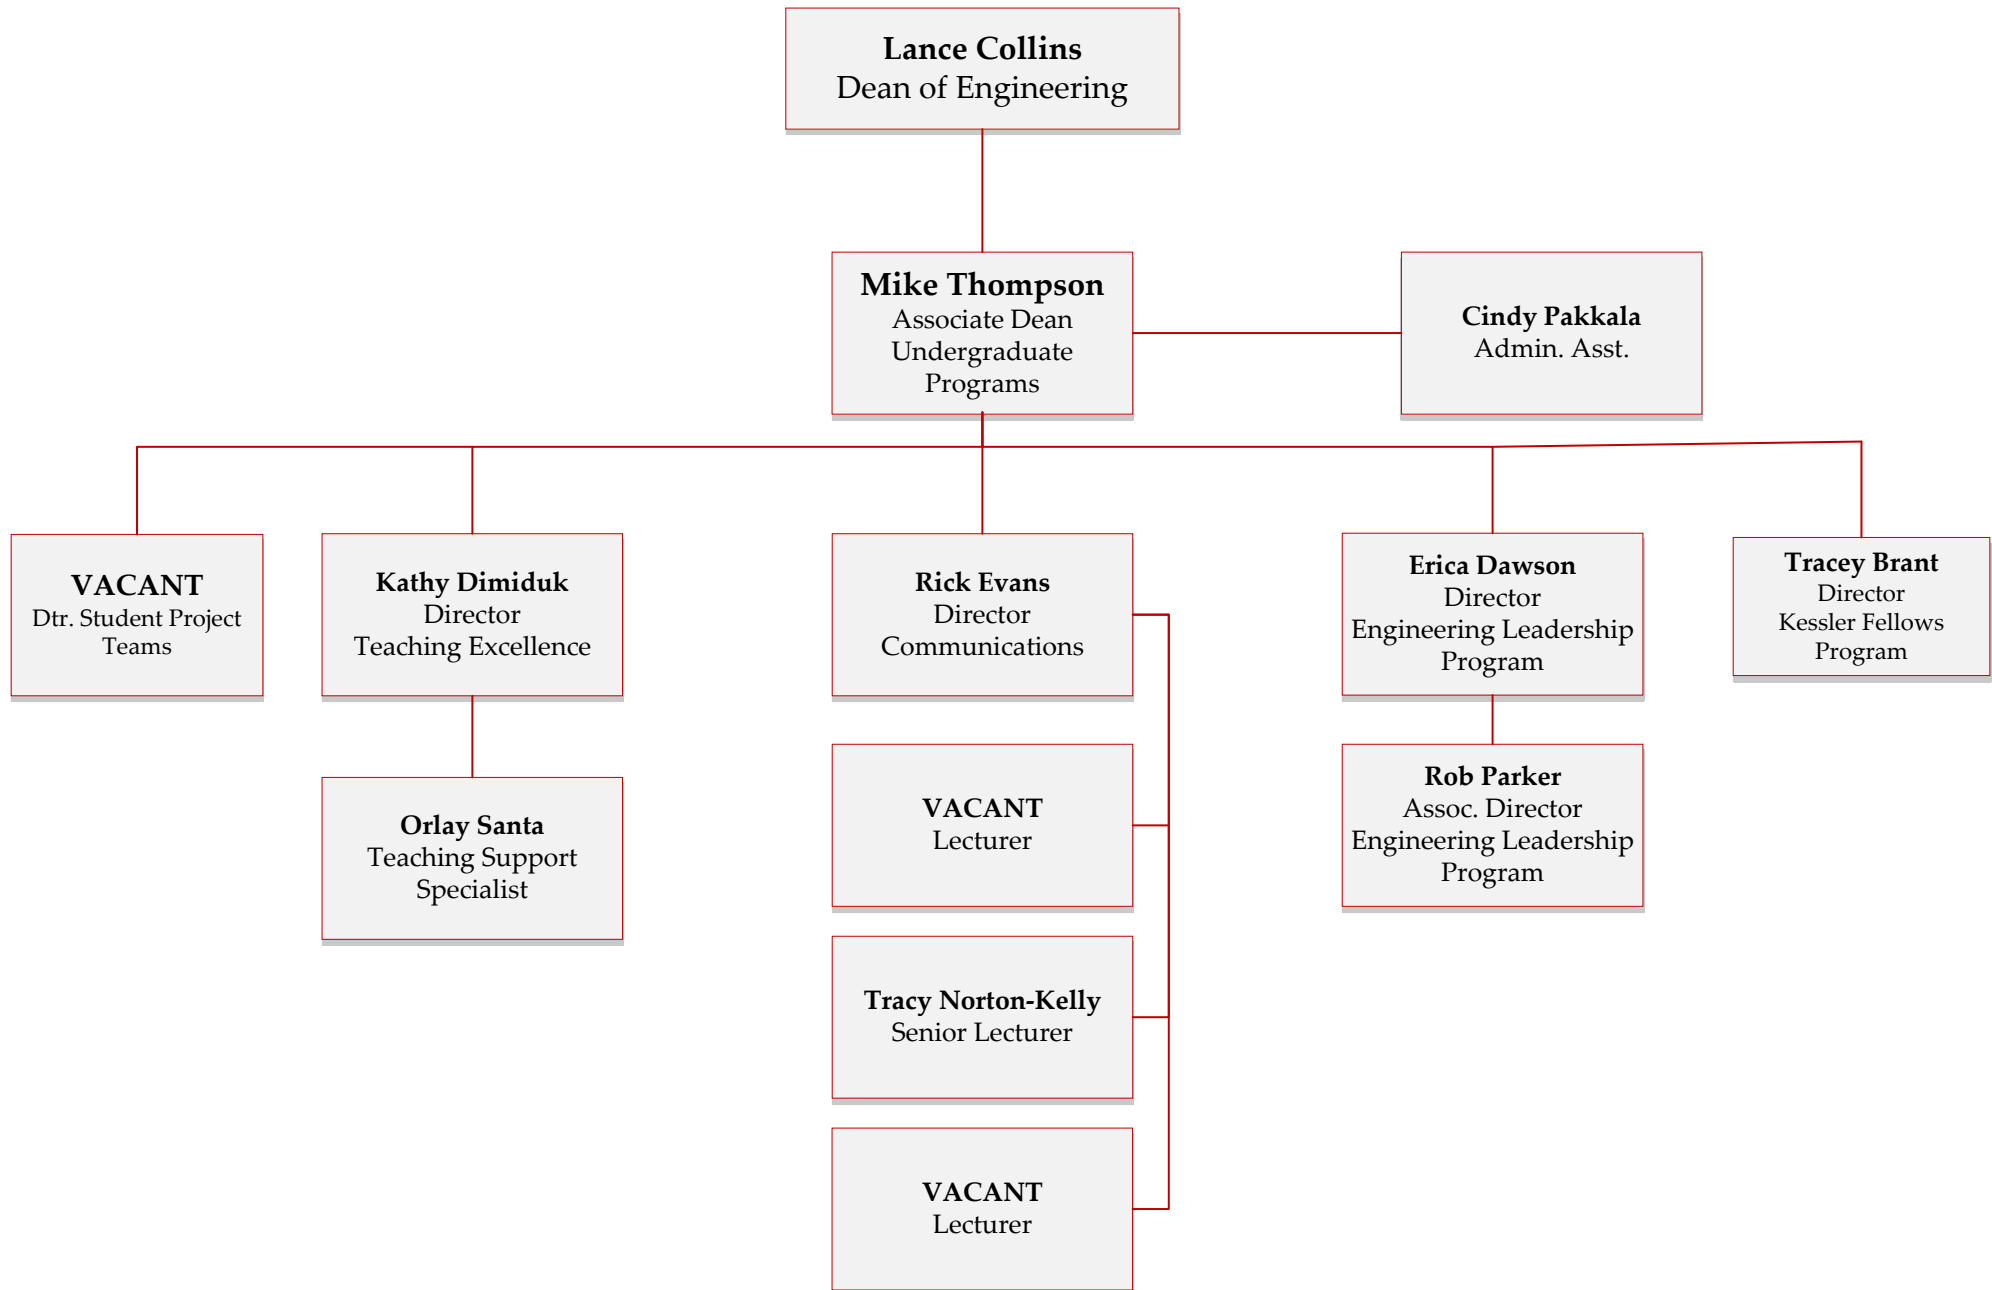 Lance Collins
Dean of Engineering
Mike Thompson
Associate Dean
Undergraduate
Programs
Cindy Pakkala
Admin. Asst.
VACANT
Dtr. Student Project
Teams
Kathy Dimiduk
Director
Teaching Excellence
Rick Evans
Director
Communications
Erica Dawson
Director
Engineering Leadership
Program
Tracey Brant
Director
Kessler Fellows
Program
Orlay Santa
Teaching Support
Specialist
VACANT
Lecturer
Rob Parker
Assoc. Director
Engineering Leadership
Program
Tracy Norton-Kelly
Senior Lecturer
VACANT
Lecturer